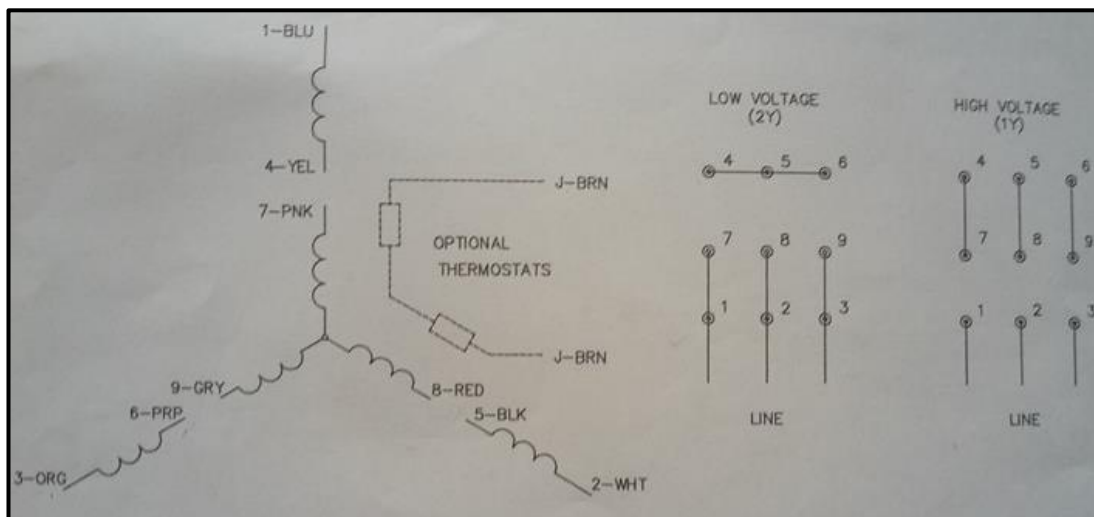 1-BLU
4-YEL
7-PNK
9-GRY
6-PRP
3-ORG
8-RED
5-BLK
2-WHT
J-BRN
OPTIONAL
THERMOSTATS
J-BRN
LOW VOLTAGE
(2Y)
4 5 6
7 8 9
1 2 3
LINE
HIGH VOLTAGE
(1Y)
4 5 6
7 8 9
1 2 3
LINE